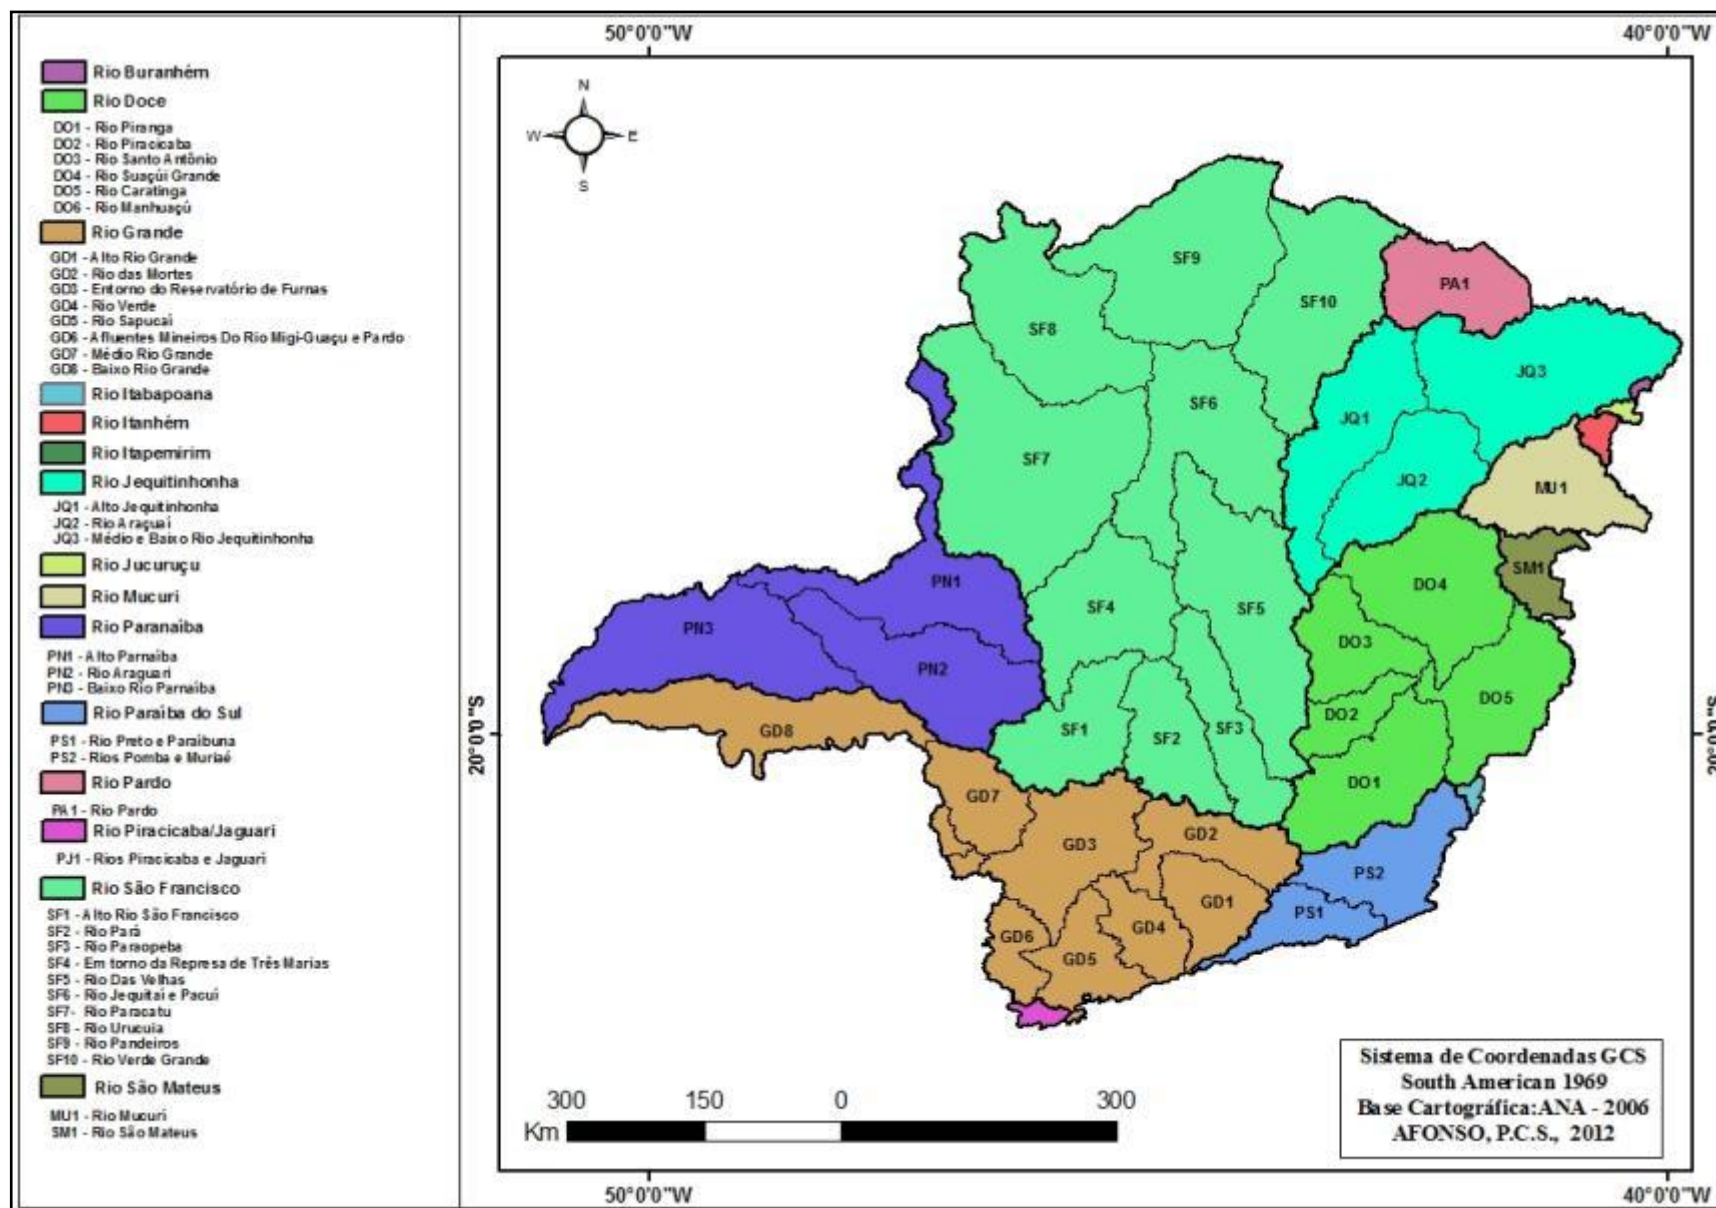 Rio Buranhém
Rio Doce
DO1 - Rio Piranga
DO2 - Rio Piracicaba
DO3 - Rio Santo Antônio
DO4 - Rio Suaçúi Grande
DO5 - Rio Caratinga
DO6 - Rio Manhuaçú
Rio Grande
GD1 - Alto Rio Grande
GD2 - Rio das Mortes
GD3 - Entorno do Reservatório de Furnas
GD4 - Rio Verde
GD5 - Rio Sapucaí
GD6 - Afluentes Mineiros Do Rio Migi-Guaçu e Pardo
GD7 - Médio Rio Grande
GD8 - Baixo Rio Grande
Rio Itabapoana
Rio Itanhém
Rio Itapemirim
Rio Jequitinhonha
JQ1 - Alto Jequitinhonha
JQ2 - Rio Araçuaí
JQ3 - Médio e Baixo Rio Jequitinhonha
Rio Jucuruçu
Rio Mucuri
Rio Paranaíba
PN1 - Alto Parnaíba
PN2 - Rio Araguari
PN3 - Baixo Rio Parnaíba
Rio Paraíba do Sul
PS1 - Rio Preto e Paraibuna
PS2 - Rios Pomba e Muriaé
Rio Pardo
PA1 - Rio Pardo
Rio Piracicaba/Jaguari
PJ1 - Rios Piracicaba e Jaguari
Rio São Francisco
SF1 - Alto Rio São Francisco
SF2 - Rio Pará
SF3 - Rio Paraopeba
SF4 - Em torno da Represa de Três Marias
SF5 - Rio Das Velhas
SF6 - Rio Jequitaí e Pacuí
SF7- Rio Paracatu
SF8 - Rio Urucuia
SF9 - Rio Pandeiros
SF10 - Rio Verde Grande
Rio São Mateus
MU1 - Rio Mucuri
SM1 - Rio São Mateus
50°0'0"W
40°0'0"W
N
W
E
S
SF9
PA1
SF10
SF8
JQ3
SF6
JQ1
SF7
JQ2
MU1
SM1
PN1
DO4
SF4
SF5
PN3
DO3
PN2
DO5
DO2
SF1
SF2
SF3
GD8
20°0'0"S
20°0'0"S
DO1
GD7
GD2
GD3
PS2
GD1
PS1
GD4
GD6
GD5
300 150 0 300
Km
Sistema de Coordenadas GCS
South American 1969
Base Cartográfica:ANA - 2006
AFONSO, P.C.S., 2012
50°0'0"W
40°0'0"W